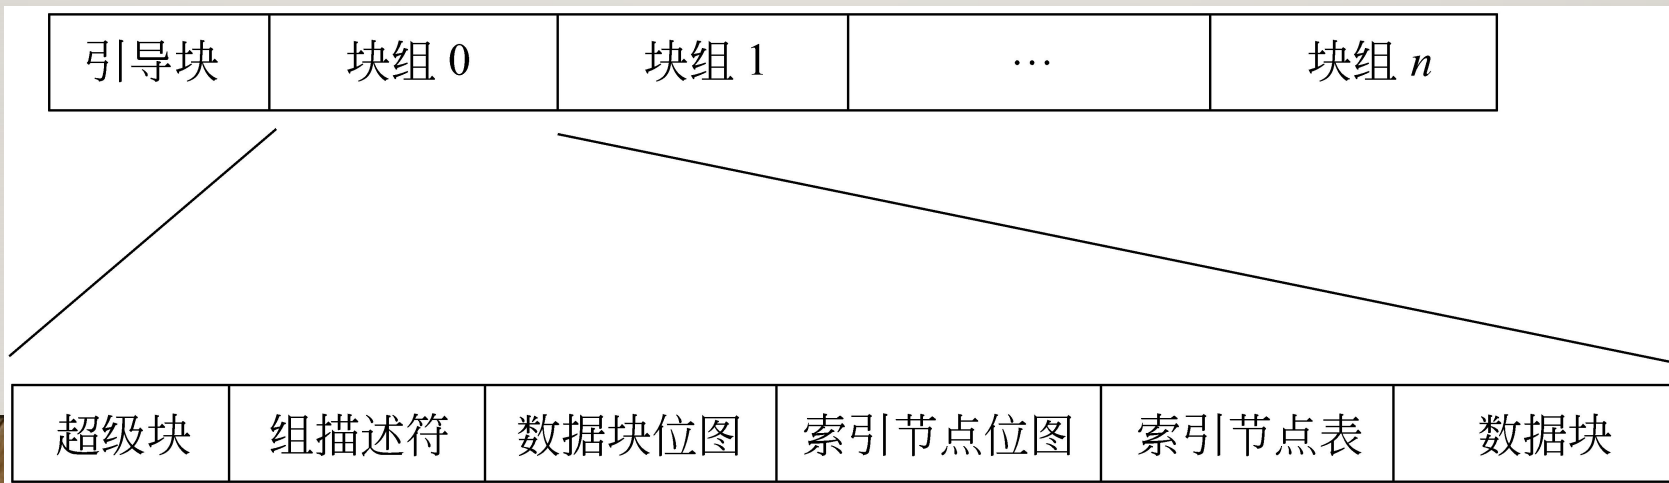 引导块 块组 0 块组 1 … 块组 n
超级块 组描述符 数据块位图 索引节点位图 索引节点表 数据块